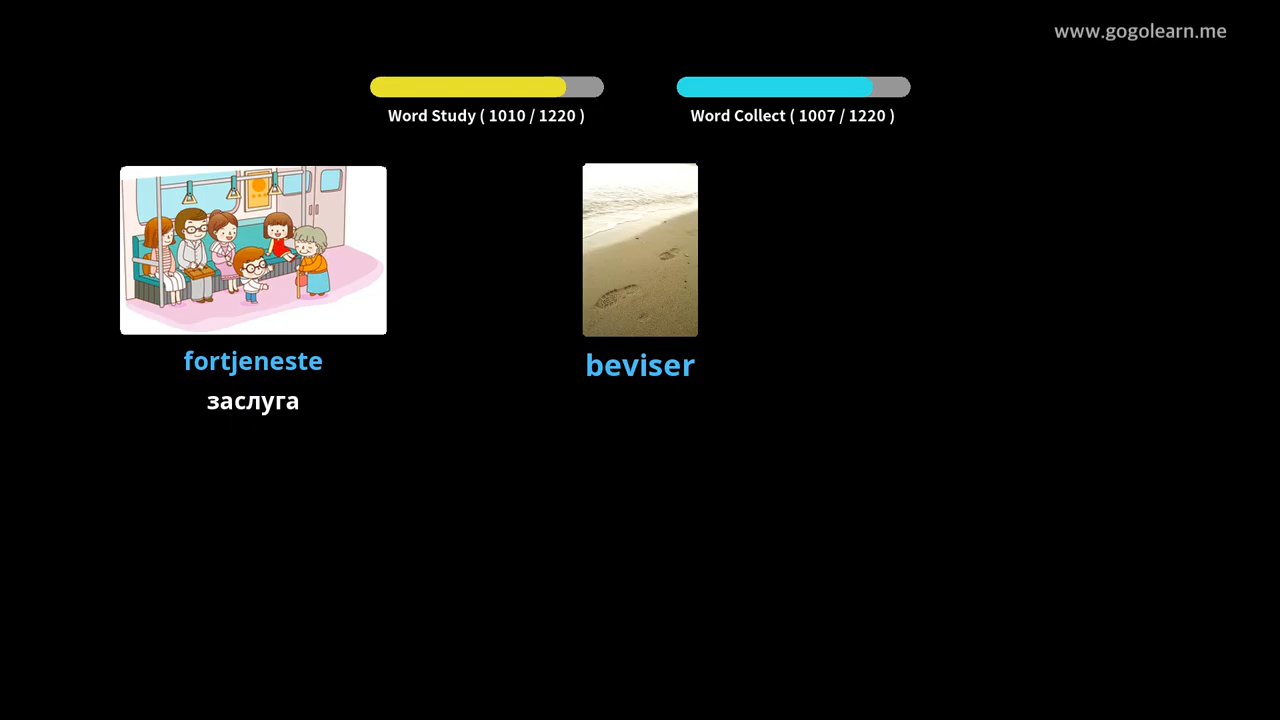 www.gogolearn.me
Word Study ( 1010 / 1220 )
Word Collect ( 1007 / 1220 )
fortjeneste
заслуга
beviser